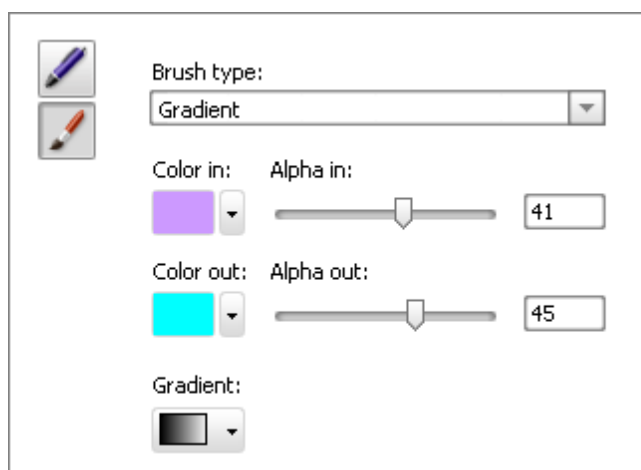 Brush type:
Gradient
Color in: Alpha in:
41
Color out: Alpha out:
45
Gradient: